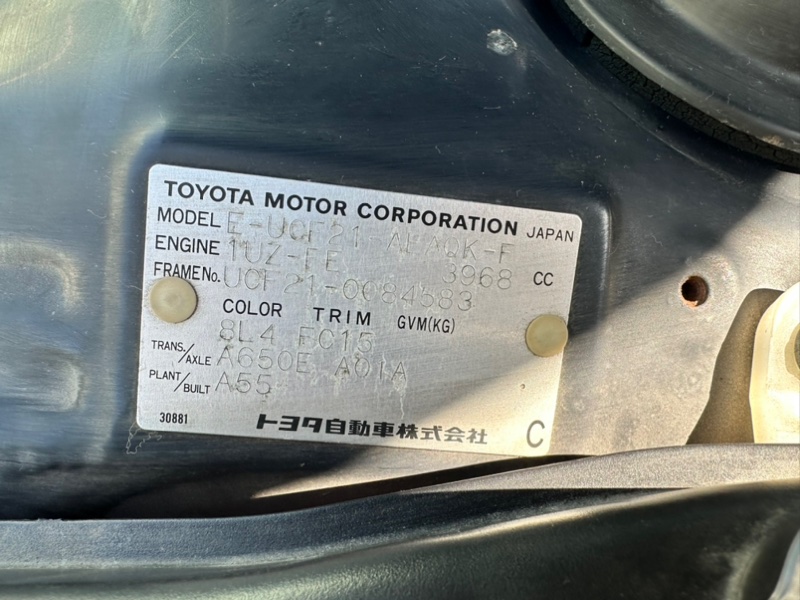 TOYOTA MOTOR CORPORATION JAPAN
MODEL E-UCF21-AEAQK-F
ENGINE 1UZ-FE 3968 CC
FRAME No. UCF21-0084583
COLOR TRIM GVM(KG)
8L4 FC15
TRANS./AXLE A650E A01A
PLANT/BUILT A55
30881 トヨタ自動車株式会社 C